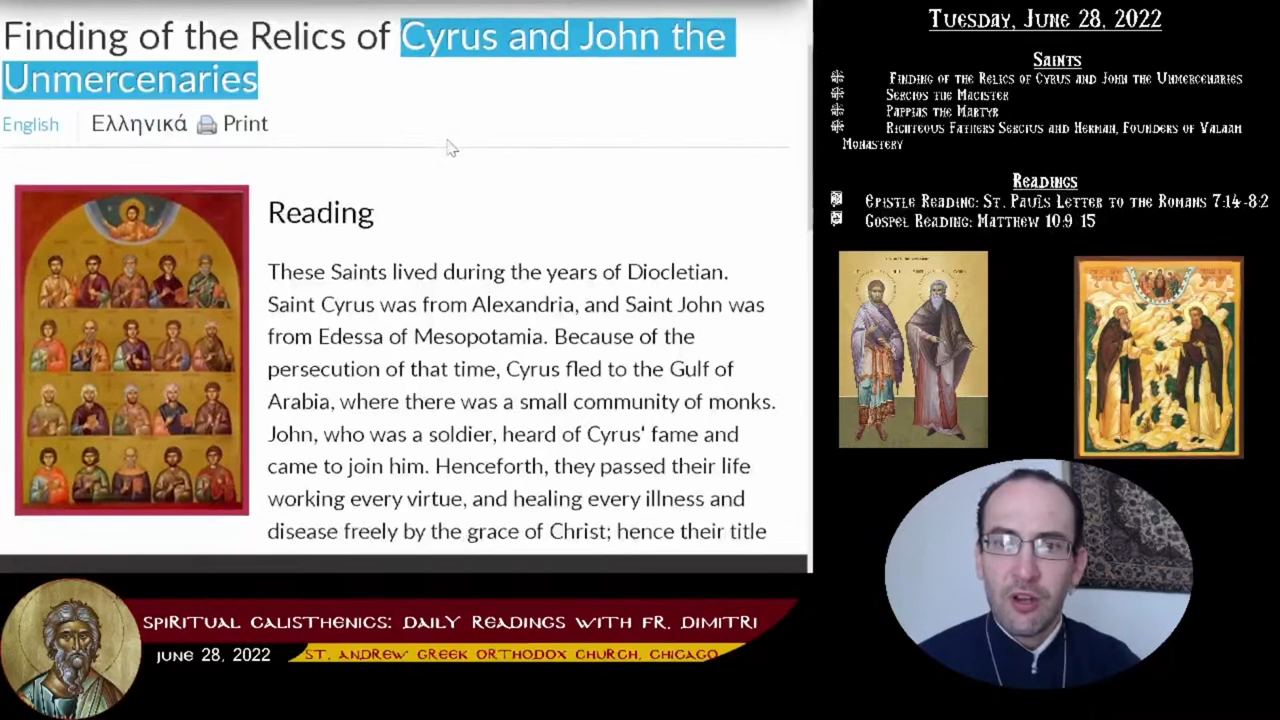 Finding of the Relics of Cyrus and John the
Unmercenaries
English
Ελληνικά
Print
Reading
These Saints lived during the years of Diocletian.
Saint Cyrus was from Alexandria, and Saint John was
from Edessa of Mesopotamia. Because of the
persecution of that time, Cyrus fled to the Gulf of
Arabia, where there was a small community of monks.
John, who was a soldier, heard of Cyrus' fame and
came to join him. Henceforth, they passed their life
working every virtue, and healing every illness and
disease freely by the grace of Christ; hence their title
Tuesday, June 28, 2022
Saints
Finding of the Relics of Cyrus and John the Unmercenaries
Sergios the Magister
Pappias the Martyr
Righteous Fathers Sergius and Herman, Founders of Valaam
Monastery
Readings
Epistle Reading: St. Paul's Letter to the Romans 7:14-8:2
Gospel Reading: Matthew 10:9 15
SPIRITUAL CALISTHENICS: DAILY READINGS WITH FR. DIMITRI
JUNE 28, 2022
ST. ANDREW GREEK ORTHODOX CHURCH, CHICAGO